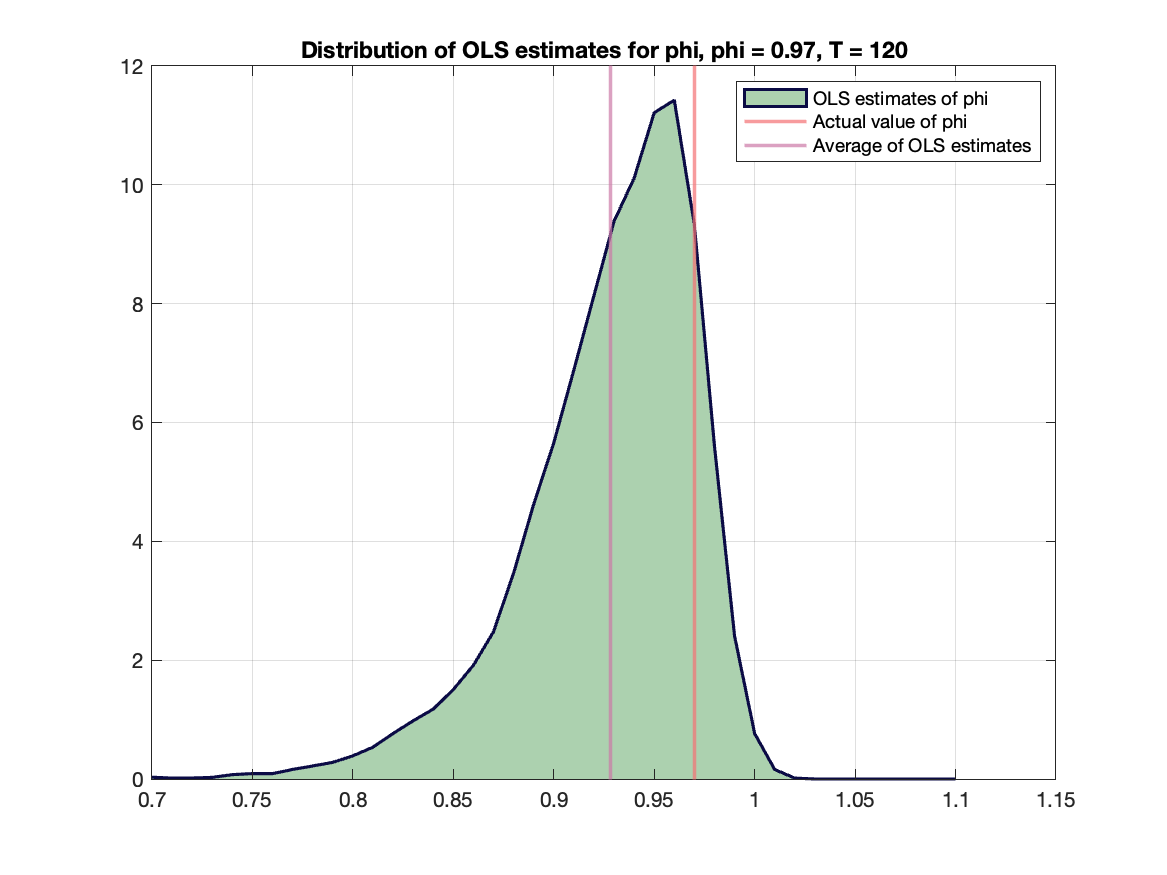 Distribution of OLS estimates for phi, phi = 0.97, T = 120
12
10
8
6
4
2
0
OLS estimates of phi
Actual value of phi
Average of OLS estimates
0.7 0.75 0.8 0.85 0.9 0.95 1 1.05 1.1 1.15